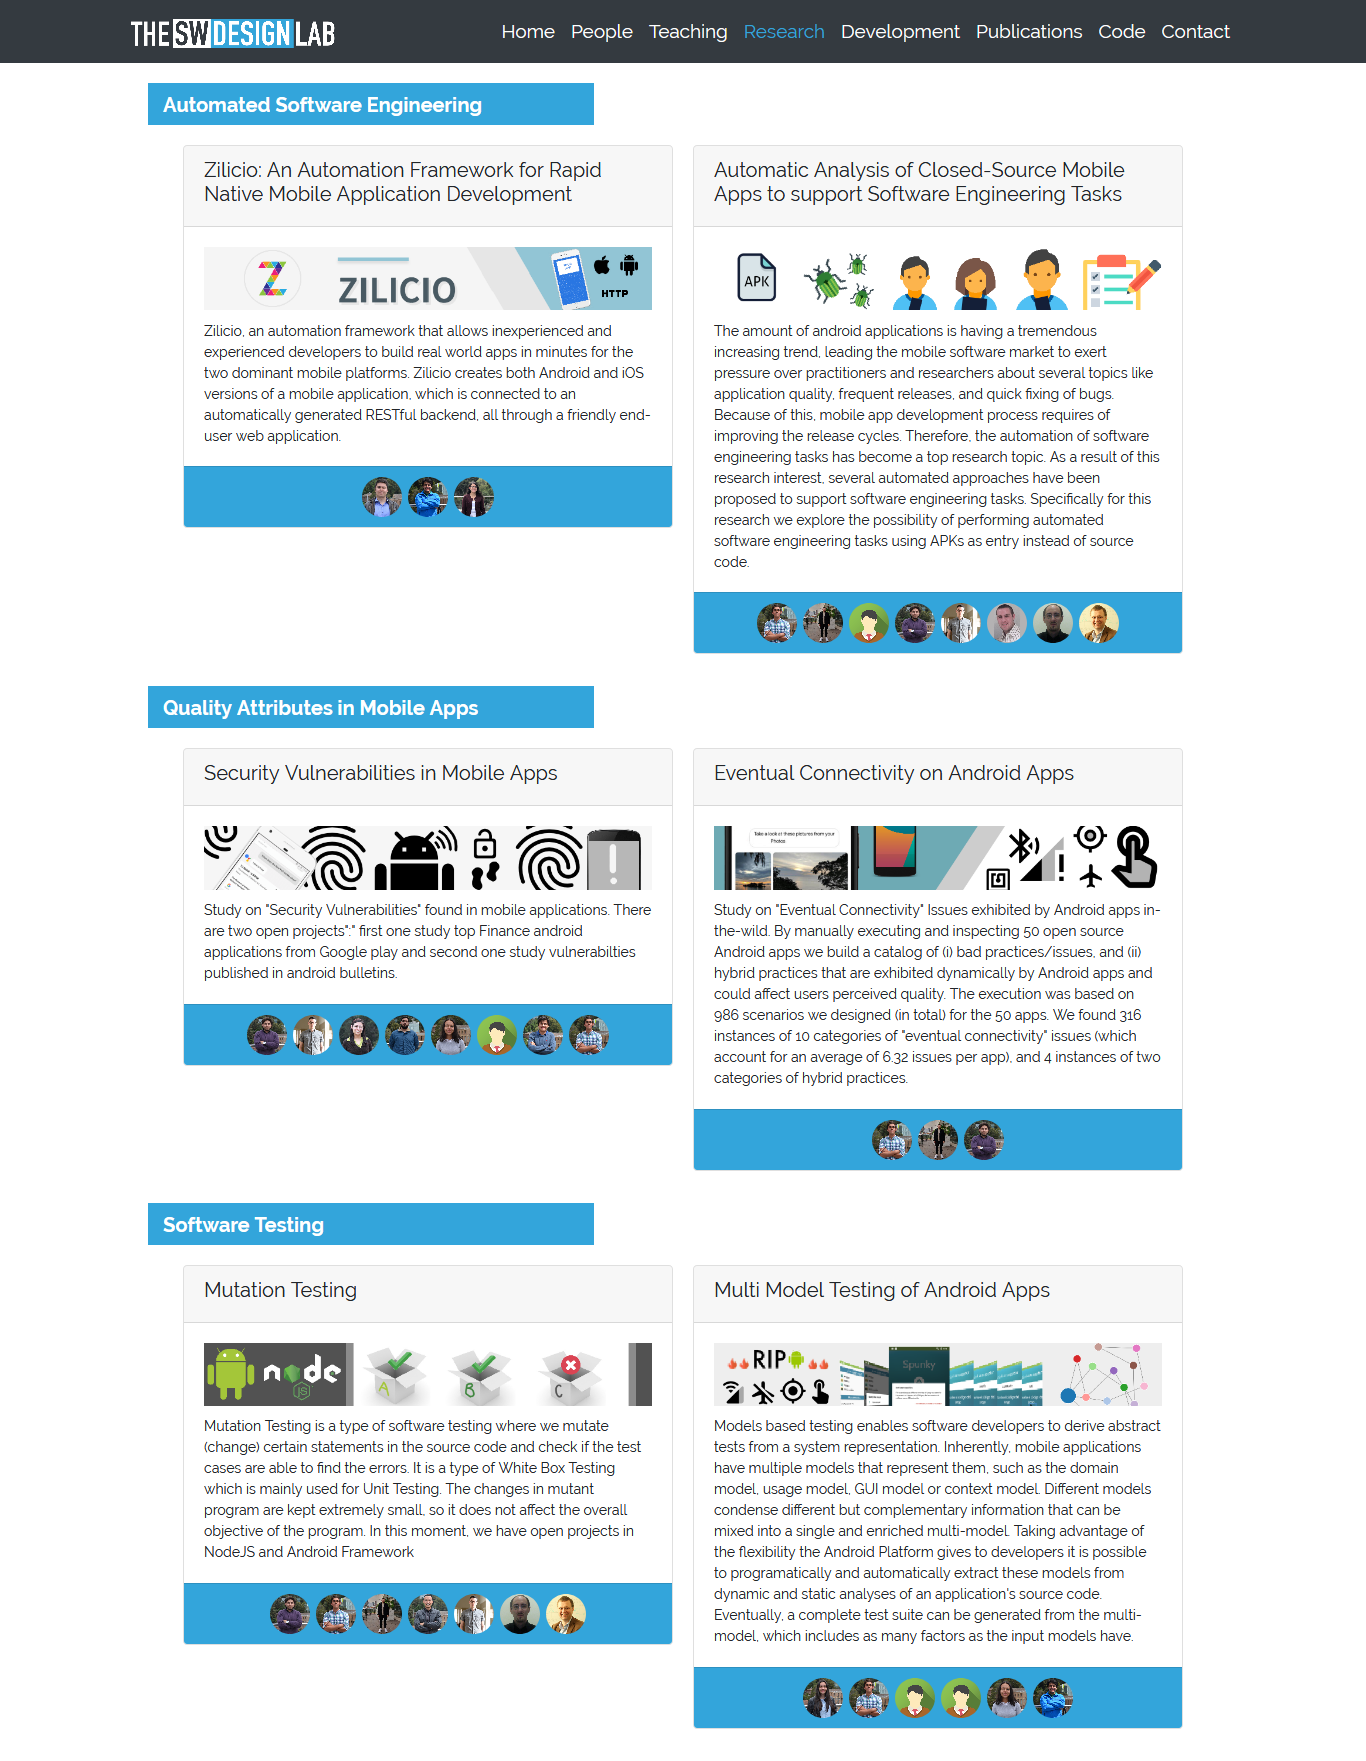 THE SW DESIGN LAB
Home People Teaching Research Development Publications Code Contact
Automated Software Engineering
Zilicio: An Automation Framework for Rapid
Native Mobile Application Development
ZILICIO
HTTP
Zilicio, an automation framework that allows inexperienced and
experienced developers to build real world apps in minutes for the
two dominant mobile platforms. Zilicio creates both Android and iOS
versions of a mobile application, which is connected to an
automatically generated RESTful backend, all through a friendly end-
user web application.
Automatic Analysis of Closed-Source Mobile
Apps to support Software Engineering Tasks
APK
The amount of android applications is having a tremendous
increasing trend, leading the mobile software market to exert
pressure over practitioners and researchers about several topics like
application quality, frequent releases, and quick fixing of bugs.
Because of this, mobile app development process requires of
improving the release cycles. Therefore, the automation of software
engineering tasks has become a top research topic. As a result of this
research interest, several automated approaches have been
proposed to support software engineering tasks. Specifically for this
research we explore the possibility of performing automated
software engineering tasks using APKs as entry instead of source
code.
Quality Attributes in Mobile Apps
Security Vulnerabilities in Mobile Apps
Study on "Security Vulnerabilities" found in mobile applications. There
are two open projects":" first one study top Finance android
applications from Google play and second one study vulnerabilties
published in android bulletins.
Eventual Connectivity on Android Apps
Take a look at these pictures from your
Photos.
Study on "Eventual Connectivity" Issues exhibited by Android apps in-
the-wild. By manually executing and inspecting 50 open source
Android apps we build a catalog of (i) bad practices/issues, and (ii)
hybrid practices that are exhibited dynamically by Android apps and
could affect users perceived quality. The execution was based on
986 scenarios we designed (in total) for the 50 apps. We found 316
instances of 10 categories of "eventual connectivity" issues (which
account for an average of 6.32 issues per app), and 4 instances of two
categories of hybrid practices.
Software Testing
Mutation Testing
node
JS
A
B
C
Mutation Testing is a type of software testing where we mutate
(change) certain statements in the source code and check if the test
cases are able to find the errors. It is a type of White Box Testing
which is mainly used for Unit Testing. The changes in mutant
program are kept extremely small, so it does not affect the overall
objective of the program. In this moment, we have open projects in
NodeJS and Android Framework
Multi Model Testing of Android Apps
RIP
Spunky
Models based testing enables software developers to derive abstract
tests from a system representation. Inherently, mobile applications
have multiple models that represent them, such as the domain
model, usage model, GUI model or context model. Different models
condense different but complementary information that can be
mixed into a single and enriched multi-model. Taking advantage of
the flexibility the Android Platform gives to developers it is possible
to programatically and automatically extract these models from
dynamic and static analyses of an application's source code.
Eventually, a complete test suite can be generated from the multi-
model, which includes as many factors as the input models have.